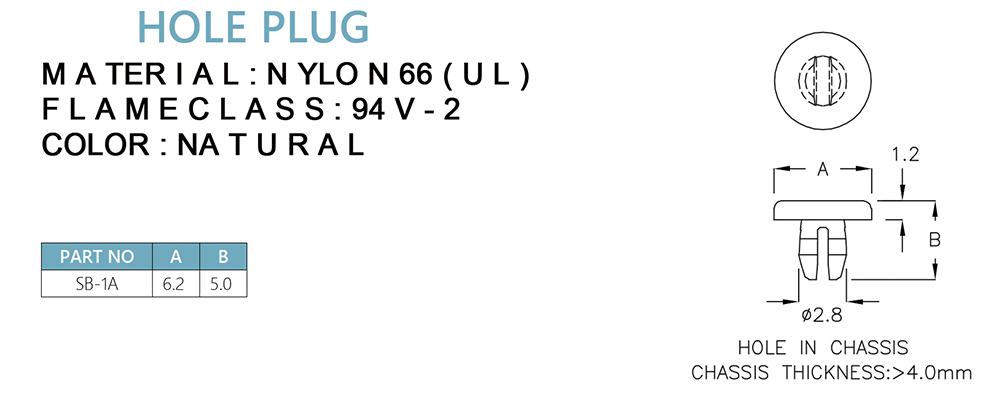 HOLE PLUG
MATERIAL : NYLON 66 ( UL )
FLAMECLASS : 94 V - 2
COLOR : NATURAL
PART NO A B
SB-1A 6.2 5.0
1.2
A
B
ø2.8
HOLE IN CHASSIS
CHASSIS THICKNESS:>4.0mm